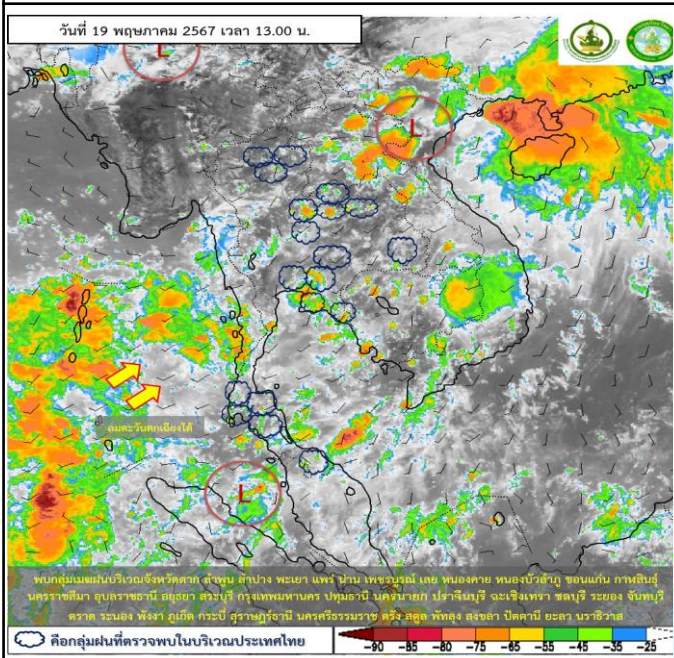 วันที่ 19 พฤษภาคม 2567 เวลา 13.00 น.
L
L
ลมตะวันตกเฉียงใต้
L
พบกลุ่มเมฆฝนบริเวณจังหวัดตาก ลำพูน ลำปาง พะเยา แพร่ น่าน เพชรบูรณ์ เลย หนองคาย หนองบัวลำภู ขอนแก่น กาฬสินธุ์
นครราชสีมา อุบลราชธานี อยุธยา สระบุรี กรุงเทพมหานคร ปทุมธานี นครนายก ปราจีนบุรี ฉะเชิงเทรา ชลบุรี ระยอง จันทบุรี
ตราด ระนอง พังงา ภูเก็ต กระบี่ สุราษฎร์ธานี นครศรีธรรมราช ตรัง สตูล พัทลุง สงขลา ปัตตานี ยะลา นราธิวาส
คือกลุ่มฝนที่ตรวจพบในบริเวณประเทศไทย
-90 -85 -80 -75 -65 -55 -45 -35 -25